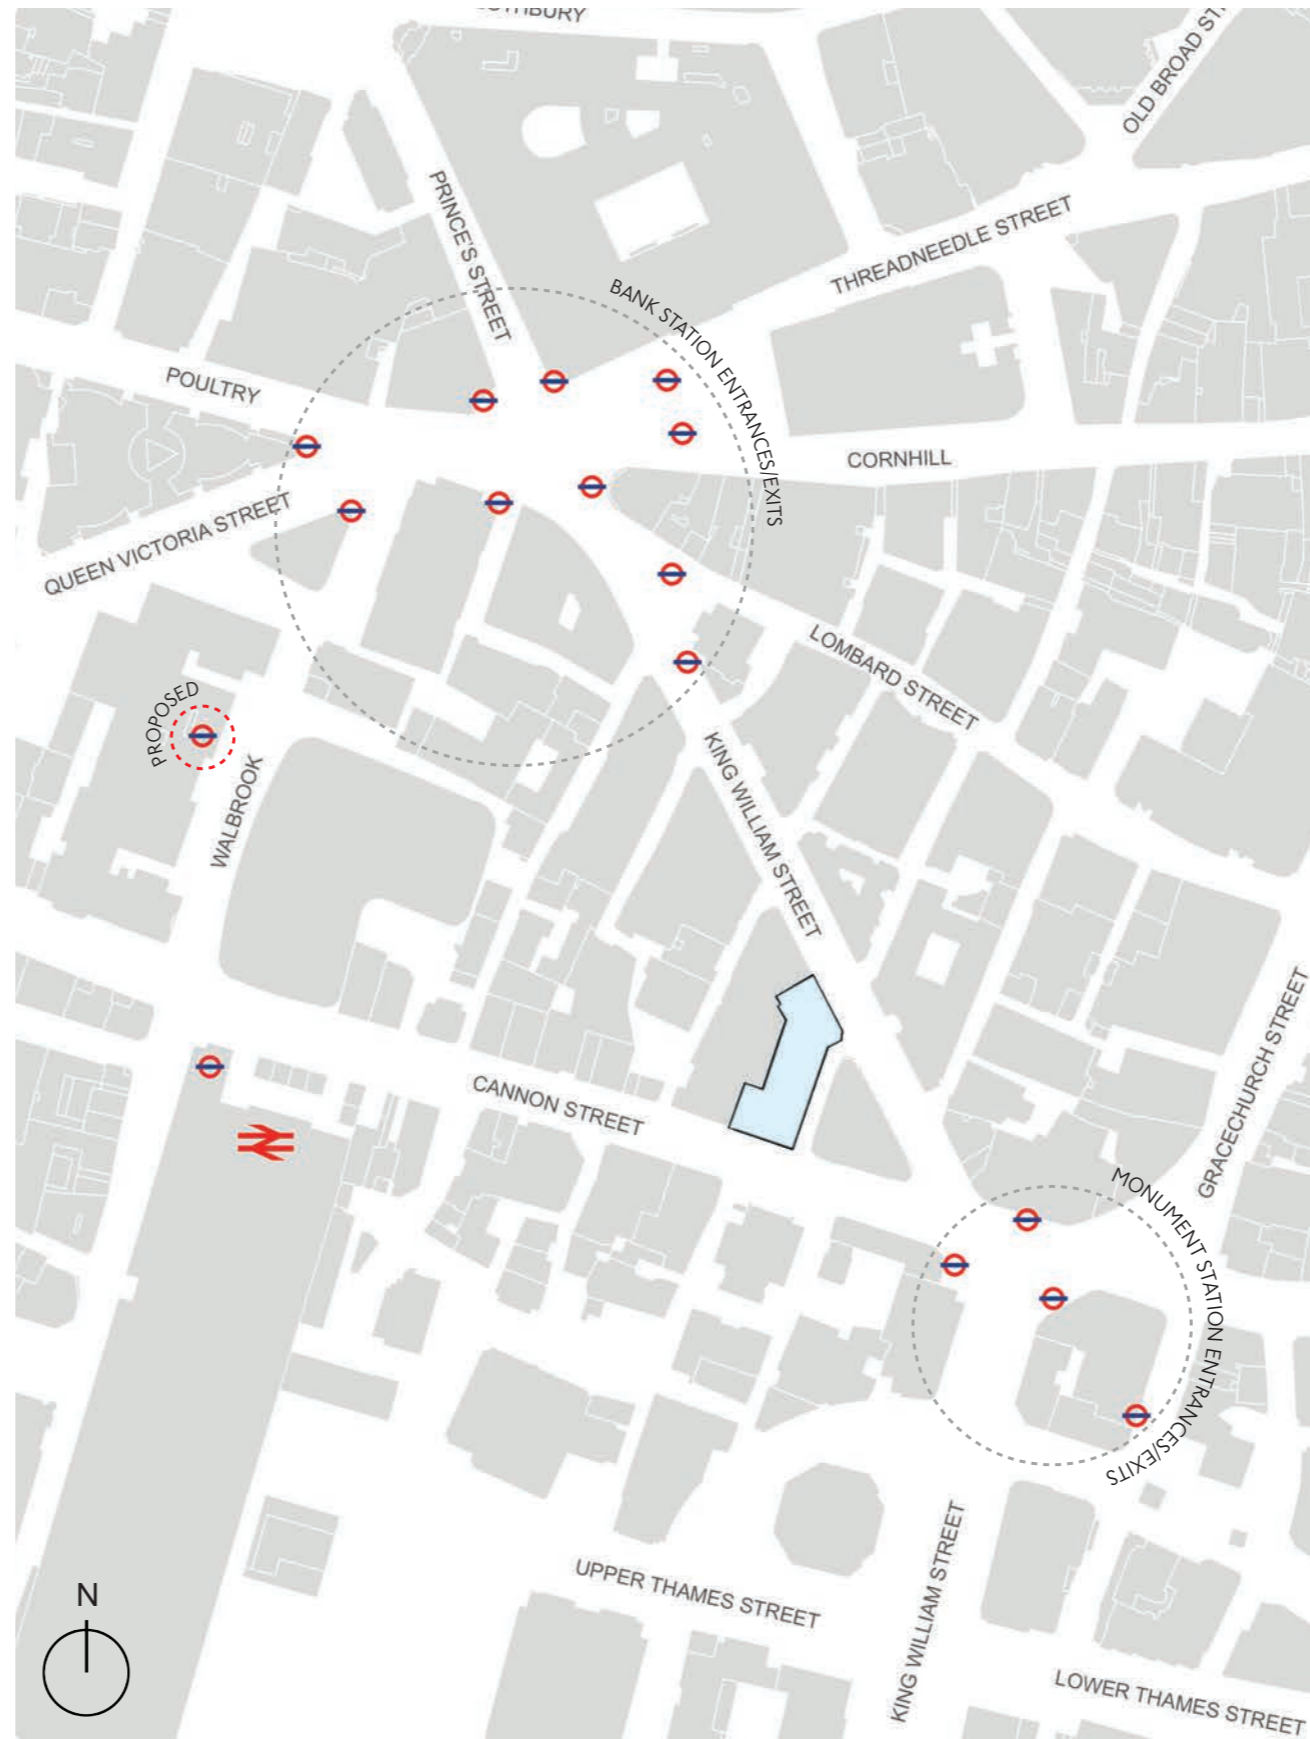 OLD BROAD
PRINCE'S STREET
THREADNEEDLE STREET
BANK STATION ENTRANCES/EXITS
POULTRY
CORNHILL
QUEEN VICTORIA STREET
LOMBARD STREET
PROPOSED
WALBROOK
KING WILLIAM STREET
GRACECHURCH STREET
CANNON STREET
MONUMENT STATION ENTRANCES/EXITS
UPPER THAMES STREET
KING WILLIAM STREET
N
LOWER THAMES STREET